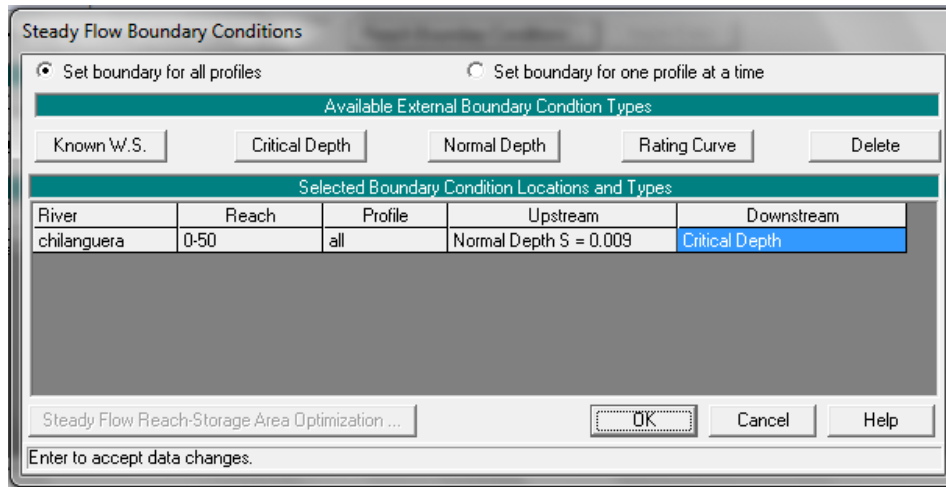 Steady Flow Boundary Conditions
Set boundary for all profiles Set boundary for one profile at a time
Available External Boundary Condtion Types
Known W.S. Critical Depth Normal Depth Rating Curve Delete
Selected Boundary Condition Locations and Types
River Reach Profile Upstream Downstream
chilanguera 0-50 all Normal Depth S = 0.009 Critical Depth
Steady Flow Reach-Storage Area Optimization ... OK Cancel Help
Enter to accept data changes.